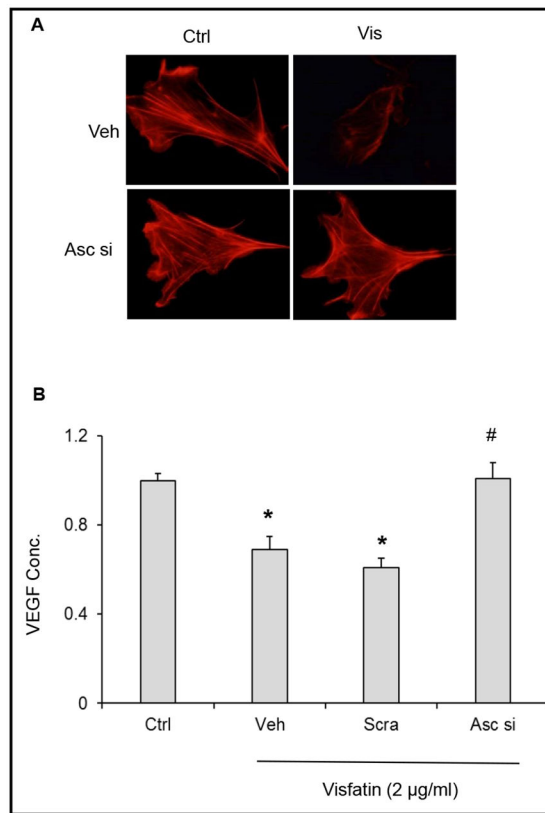 A
Ctrl Vis
Veh
Asc si
B
#
1.2
*
*
0.8
VEGF Conc.
0.4
0
Ctrl Veh Scra Asc si
Visfatin (2 µg/ml)